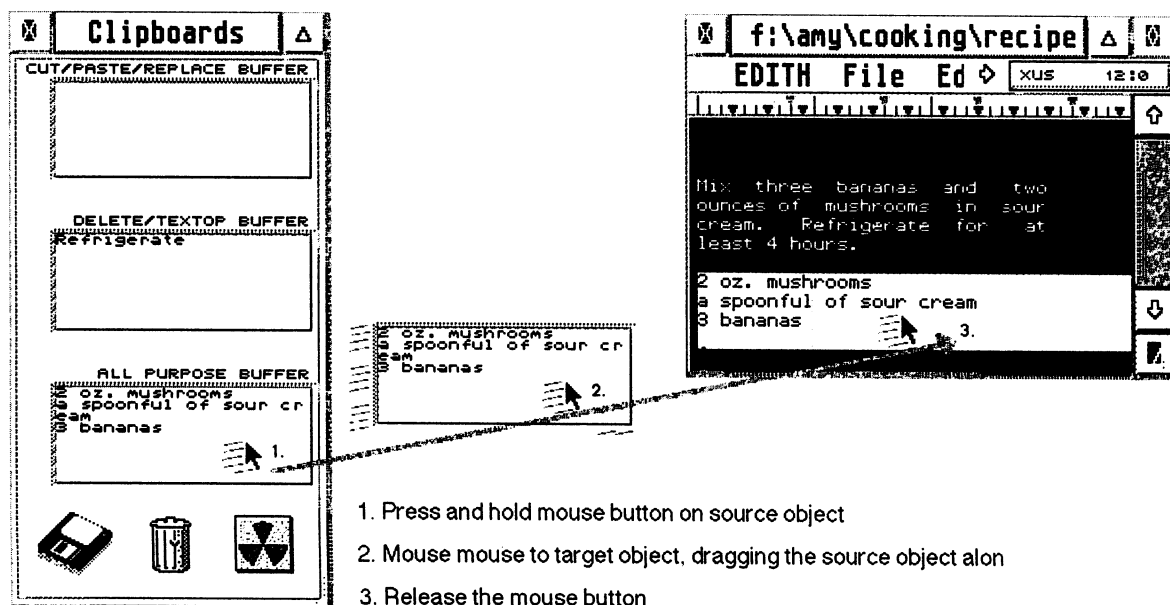 Clipboards
CUT/PASTE/REPLACE BUFFER
DELETE/TEXTOP BUFFER
Refrigerate
ALL PURPOSE BUFFER
2 oz. mushrooms
a spoonful of sour cr
eam
3 bananas
1.
2 oz. mushrooms
a spoonful of sour cr
eam
3 bananas
2.
f:\amy\cooking\recipe
EDITH File Ed
XUS 12:0
Mix three bananas and two
ounces of mushrooms in sour
cream. Refrigerate for at
least 4 hours.
2 oz. mushrooms
a spoonful of sour cream
3 bananas
3.
1. Press and hold mouse button on source object
2. Mouse mouse to target object, dragging the source object alon
3. Release the mouse button